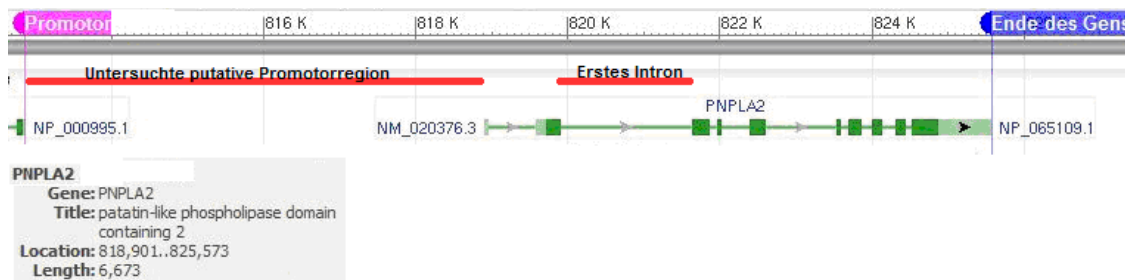 Promotor
816 K
818 K
820 K
822 K
824 K
Ende des Gens
Untersuchte putative Promotorregion
Erstes Intron
PNPLA2
NP_000995.1
NM_020376.3
NP_065109.1
PNPLA2
Gene: PNPLA2
Title: patatin-like phospholipase domain
containing 2
Location: 818,901..825,573
Length: 6,673